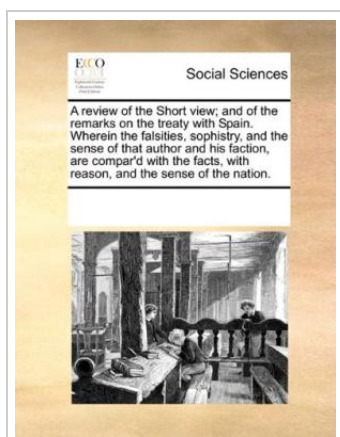 ECCO
Social Sciences
A review of the Short view; and of the
remarks on the treaty with Spain.
Wherein the falsities, sophistry, and the
sense of that author and his faction,
are compar'd with the facts, with
reason, and the sense of the nation.